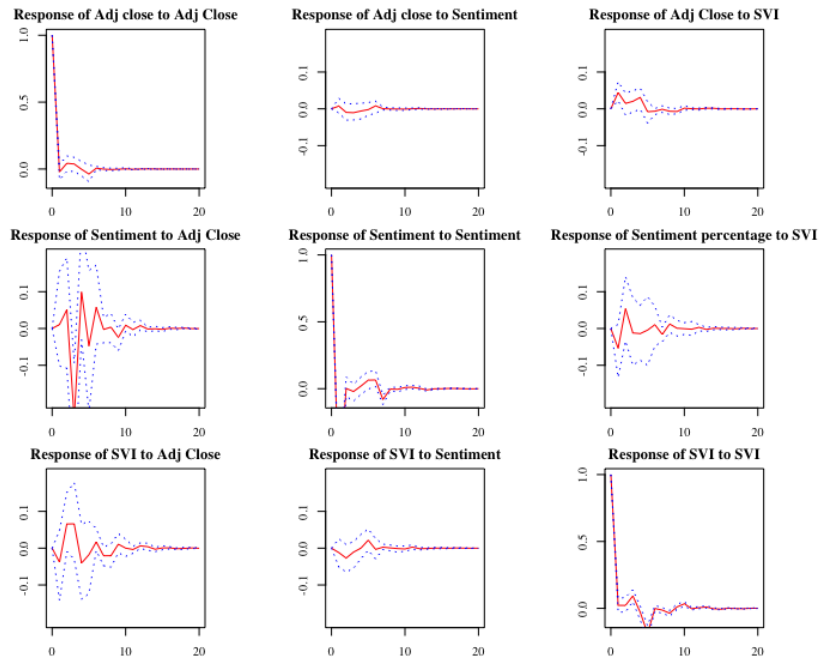 Response of Adj close to Adj Close
Response of Adj close to Sentiment
Response of Adj Close to SVI
1.0
0.5
0.0
0 10 20
0.1
0.0
-0.1
0 10 20
0.1
0.0
-0.1
0 10 20
Response of Sentiment to Adj Close
Response of Sentiment to Sentiment
Response of Sentiment percentage to SVI
0.1
0.0
-0.1
0 10 20
1.0
0.5
0.0
0 10 20
0.1
0.0
-0.1
0 10 20
Response of SVI to Adj Close
Response of SVI to Sentiment
Response of SVI to SVI
0.1
0.0
-0.1
0 10 20
0.1
0.0
-0.1
0 10 20
1.0
0.5
0.0
0 10 20